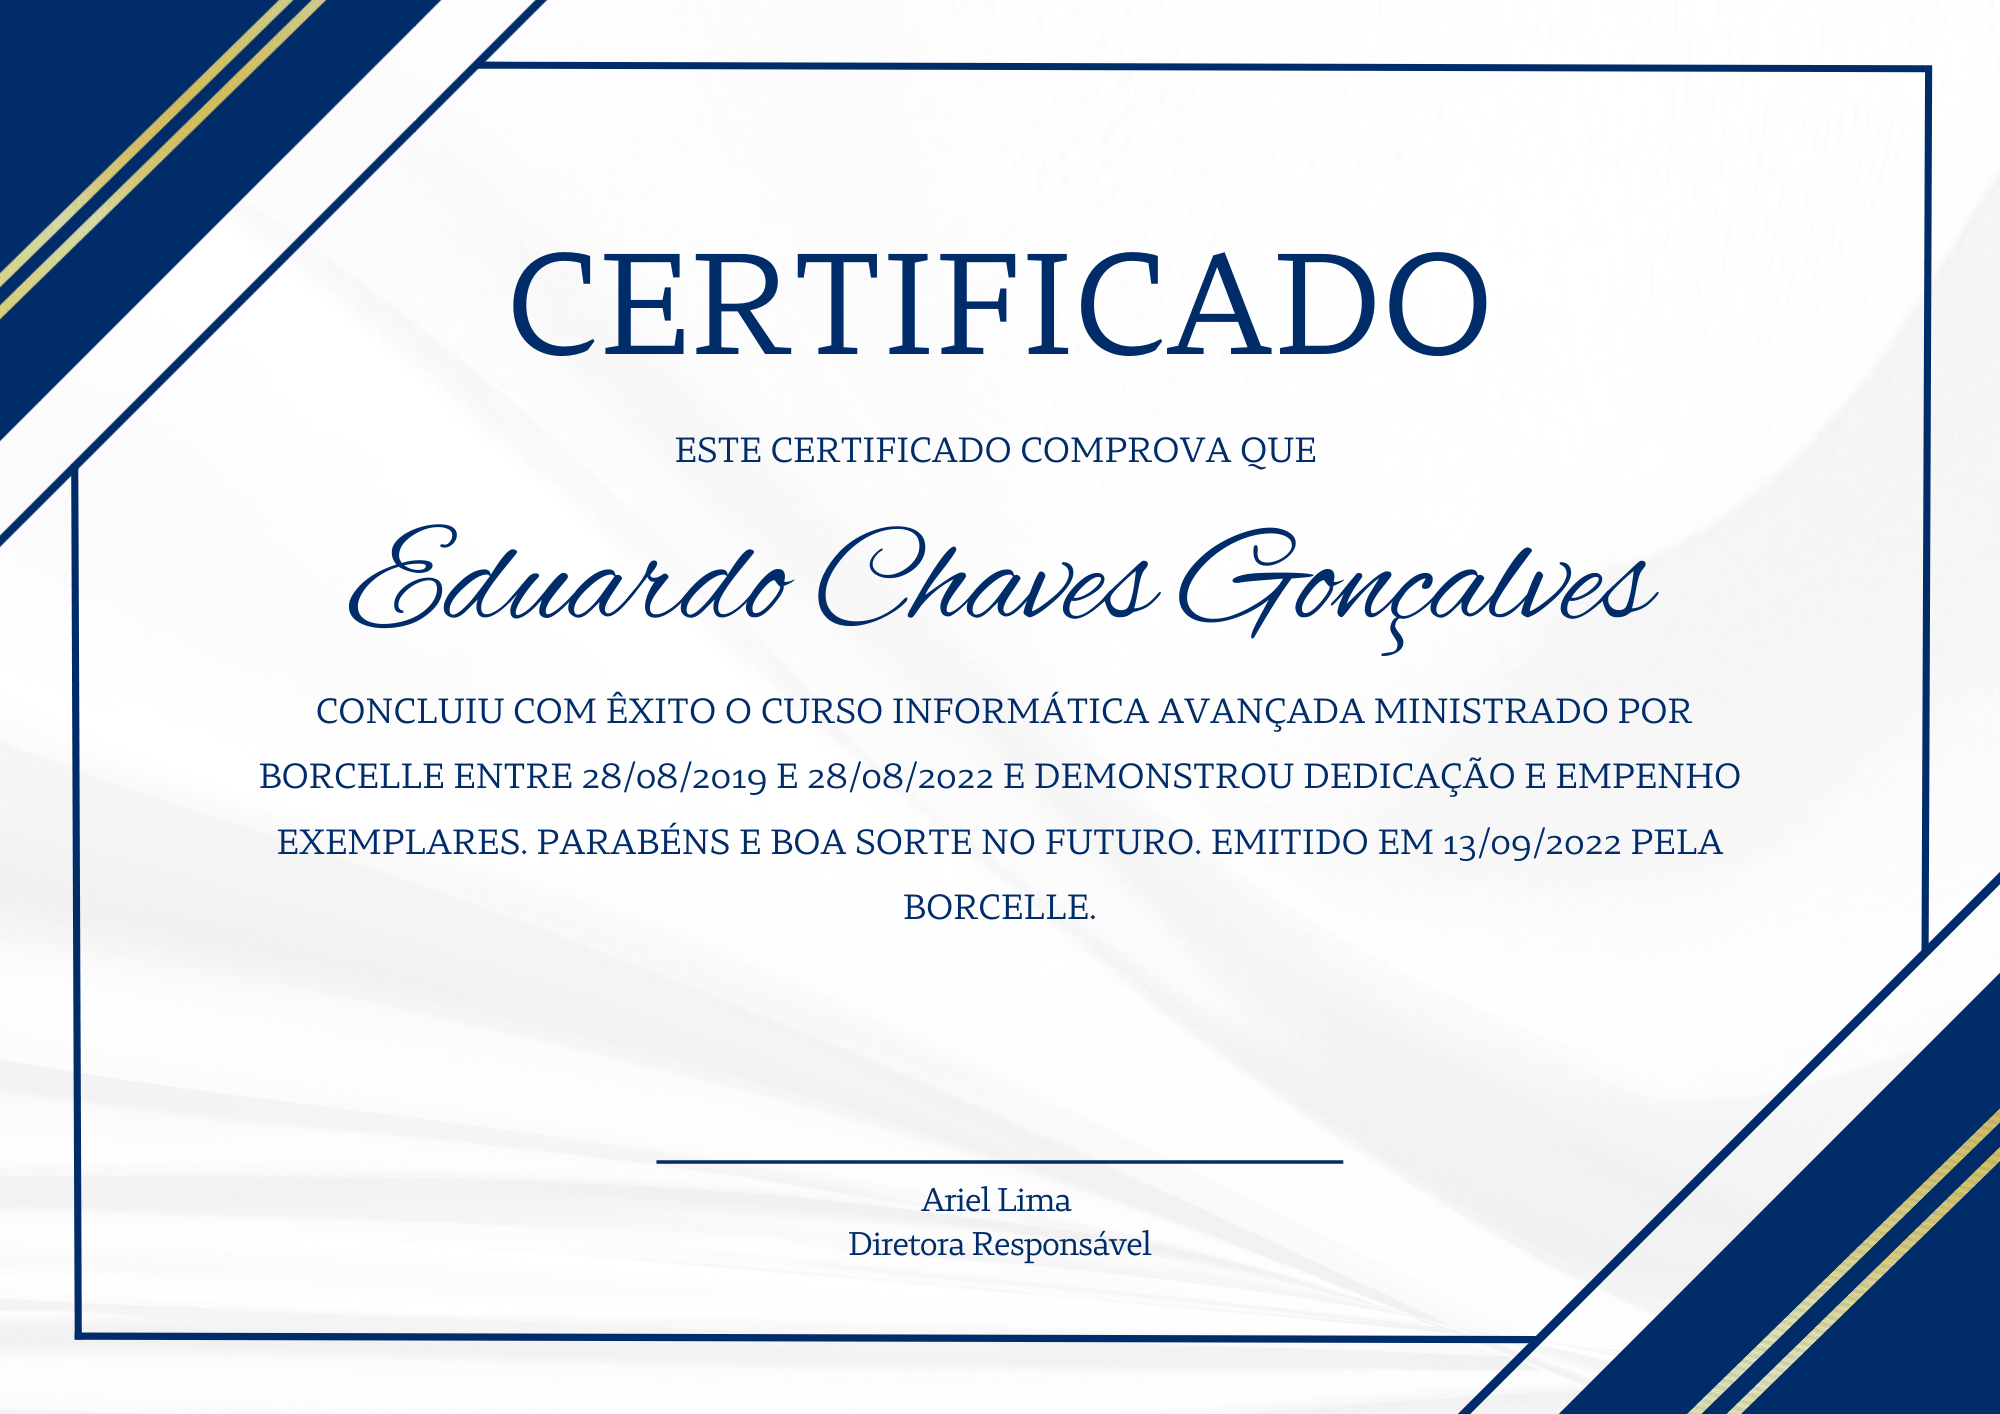 CERTIFICADO
ESTE CERTIFICADO COMPROVA QUE
Eduardo Chaves Gonçalves
CONCLUIU COM ÊXITO O CURSO INFORMÁTICA AVANÇADA MINISTRADO POR
BORCELLE ENTRE 28/08/2019 E 28/08/2022 E DEMONSTROU DEDICAÇÃO E EMPENHO
EXEMPLARES. PARABÉNS E BOA SORTE NO FUTURO. EMITIDO EM 13/09/2022 PELA
BORCELLE.
Ariel Lima
Diretora Responsável